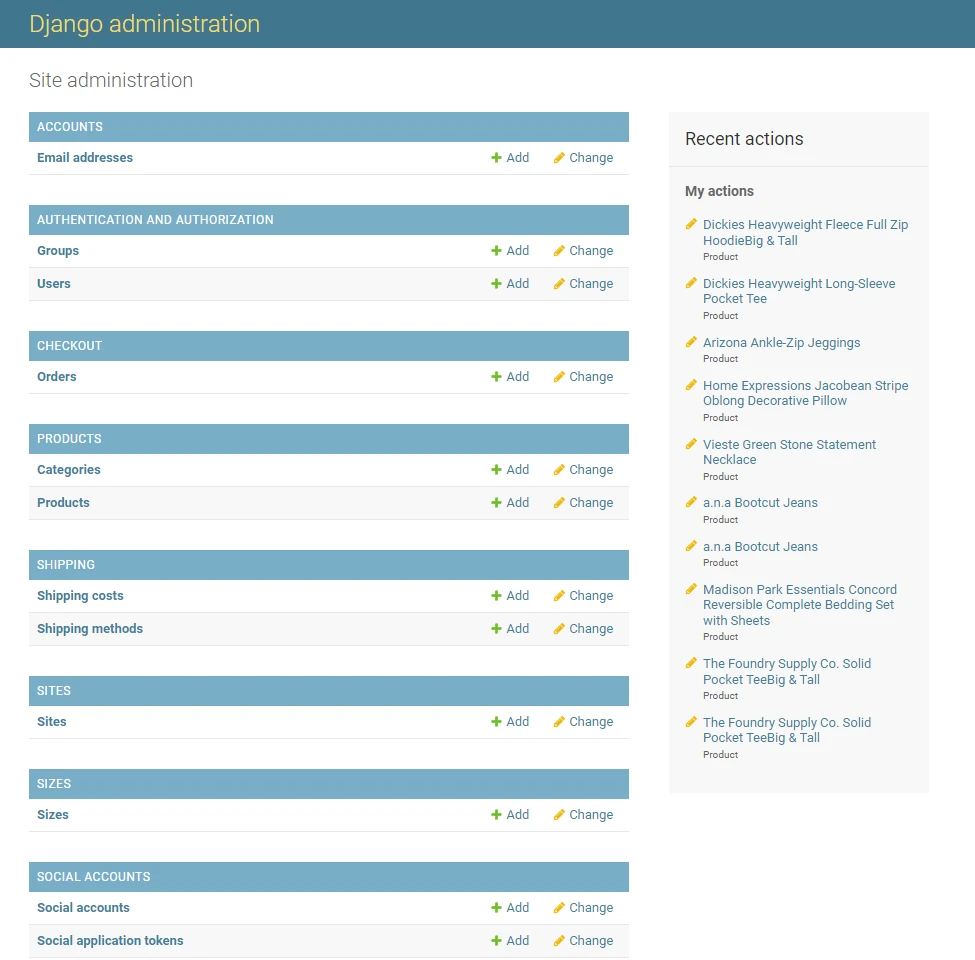 Django administration
Site administration
ACCOUNTS
Email addresses Add Change
AUTHENTICATION AND AUTHORIZATION
Groups Add Change
Users Add Change
CHECKOUT
Orders Add Change
PRODUCTS
Categories Add Change
Products Add Change
SHIPPING
Shipping costs Add Change
Shipping methods Add Change
SITES
Sites Add Change
SIZES
Sizes Add Change
SOCIAL ACCOUNTS
Social accounts Add Change
Social application tokens Add Change
Recent actions
My actions
Dickies Heavyweight Fleece Full Zip
HoodieBig & Tall
Product
Dickies Heavyweight Long-Sleeve
Pocket Tee
Product
Arizona Ankle-Zip Jeggings
Product
Home Expressions Jacobean Stripe
Oblong Decorative Pillow
Product
Vieste Green Stone Statement
Necklace
Product
a.n.a Bootcut Jeans
Product
a.n.a Bootcut Jeans
Product
Madison Park Essentials Concord
Reversible Complete Bedding Set
with Sheets
Product
The Foundry Supply Co. Solid
Pocket TeeBig & Tall
Product
The Foundry Supply Co. Solid
Pocket TeeBig & Tall
Product